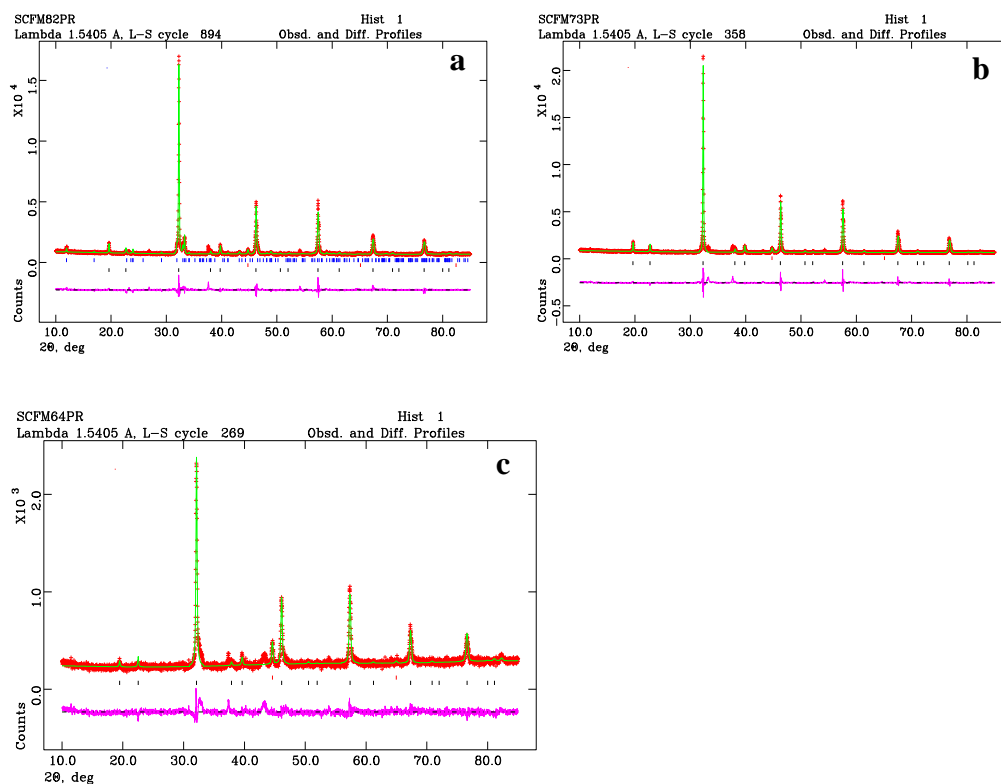 SCFM82PR Hist 1
Lambda 1.5405 A, L-S cycle 894 Obsd. and Diff. Profiles
a
X10 4
1.5
1.0
0.5
0.0
Counts
10.0 20.0 30.0 40.0 50.0 60.0 70.0 80.0
2Θ, deg
SCFM73PR Hist 1
Lambda 1.5405 A, L-S cycle 358 Obsd. and Diff. Profiles
b
X10 4
2.0
1.5
1.0
0.5
0.0
-0.5
Counts
10.0 20.0 30.0 40.0 50.0 60.0 70.0 80.0
2Θ, deg
SCFM64PR Hist 1
Lambda 1.5405 A, L-S cycle 269 Obsd. and Diff. Profiles
c
X10 3
2.0
1.0
0.0
Counts
10.0 20.0 30.0 40.0 50.0 60.0 70.0 80.0
2Θ, deg